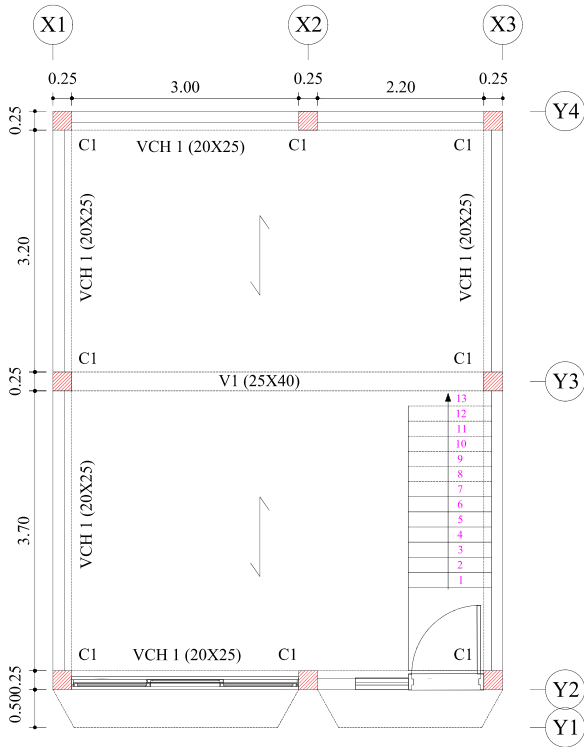 X1 X2 X3
0.25 3.00 0.25 2.20 0.25
Y4
0.25
C1 VCH 1 (20X25) C1 C1
VCH 1 (20X25)
VCH 1 (20X25)
3.20
C1 C1
0.25
V1 (25X40)
Y3
13
12
11
10
9
8
7
6
5
4
3
2
1
VCH 1 (20X25)
3.70
C1 VCH 1 (20X25) C1 C1
0.25
Y2
0.50
Y1